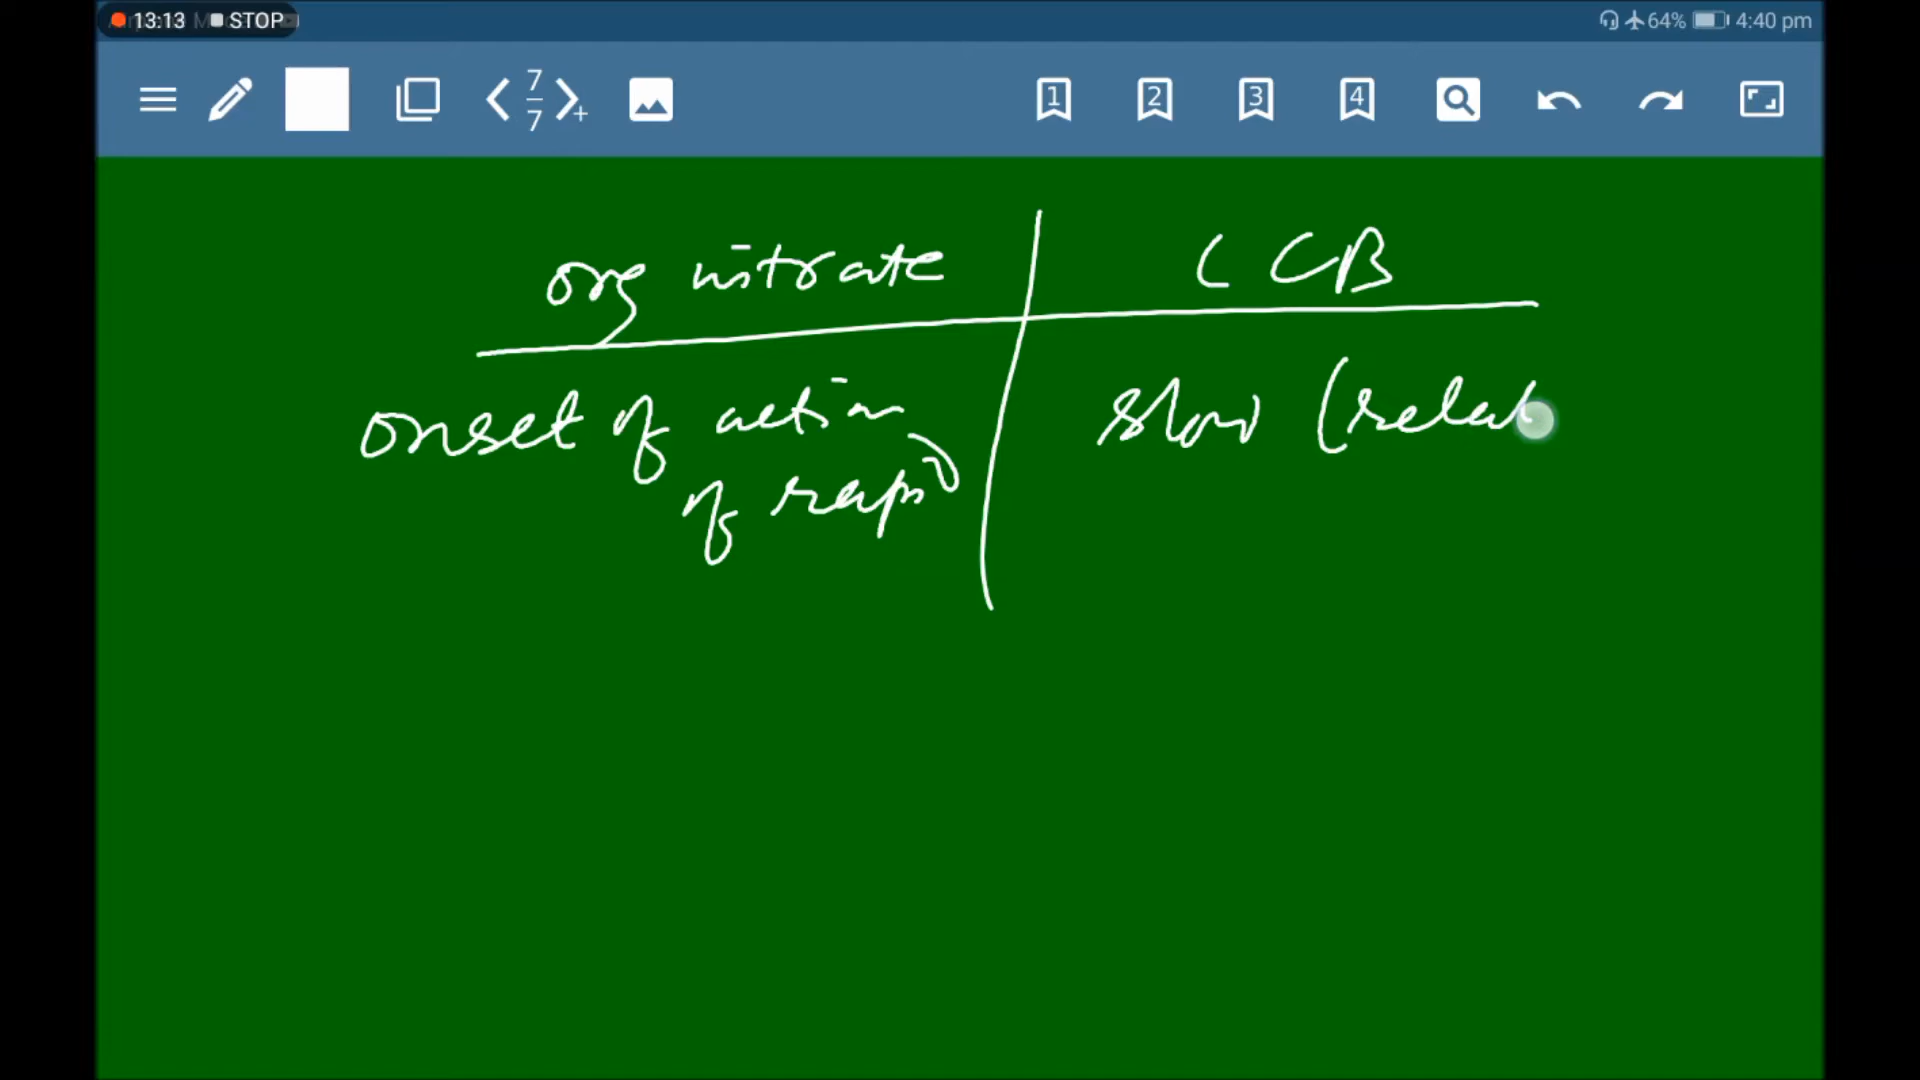 13:13 STOP 64% 4:40 pm
7
7
1 2 3 4
org nitrate CCB
onset of action slow (relat
of rapid